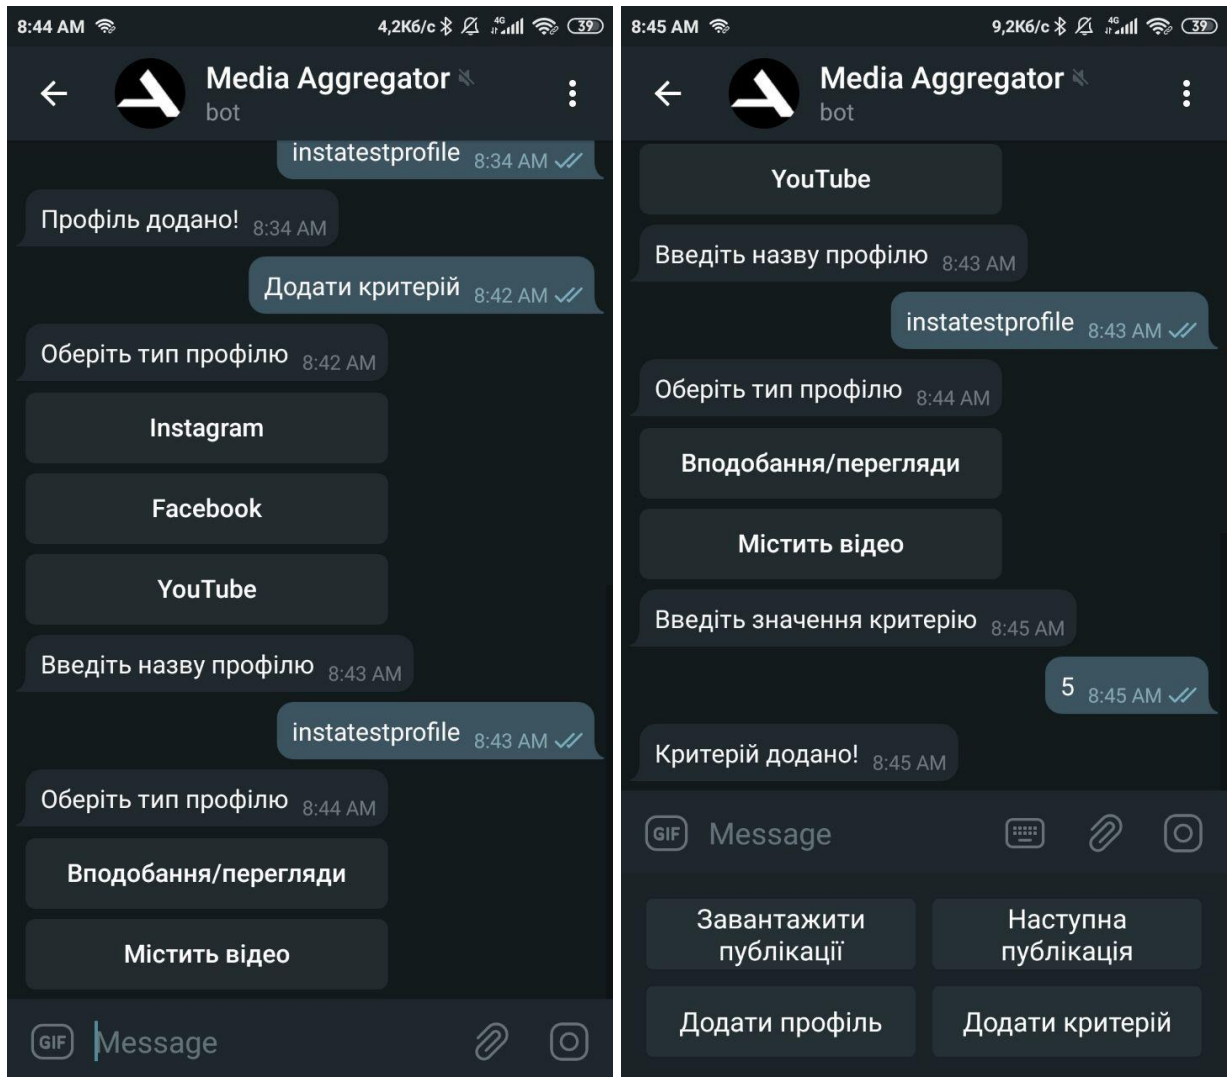 8:44 AM 4,2Кб/с 4G 39
Media Aggregator
bot
instatestprofile 8:34 AM
Профіль додано! 8:34 AM
Додати критерій 8:42 AM
Оберіть тип профілю 8:42 AM
Instagram
Facebook
YouTube
Введіть назву профілю 8:43 AM
instatestprofile 8:43 AM
Оберіть тип профілю 8:44 AM
Вподобання/перегляди
Містить відео
GIF Message
8:45 AM 9,2Кб/с 4G 39
Media Aggregator
bot
YouTube
Введіть назву профілю 8:43 AM
instatestprofile 8:43 AM
Оберіть тип профілю 8:44 AM
Вподобання/перегляди
Містить відео
Введіть значення критерію 8:45 AM
5 8:45 AM
Критерій додано! 8:45 AM
GIF Message
Завантажити
публікації
Наступна
публікація
Додати профіль
Додати критерій